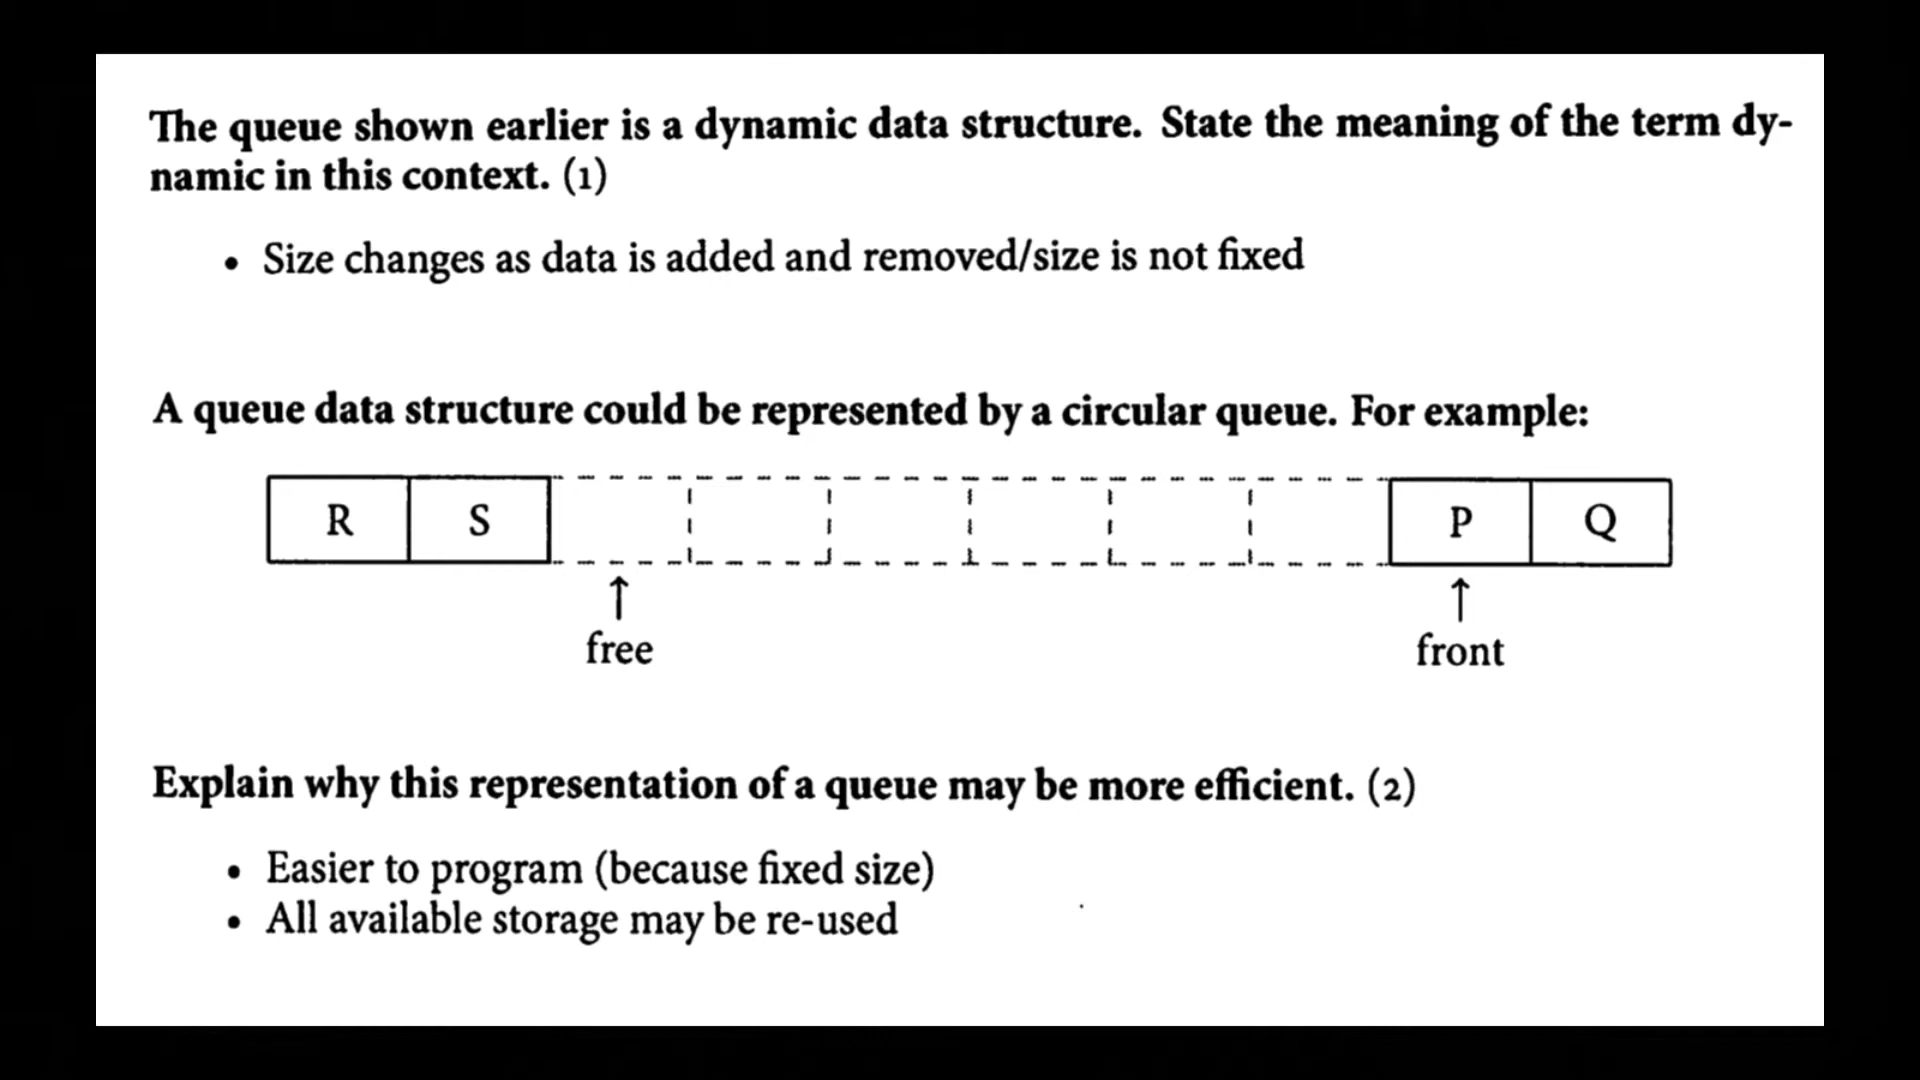 The queue shown earlier is a dynamic data structure. State the meaning of the term dy-
namic in this context. (1)
• Size changes as data is added and removed/size is not fixed
A queue data structure could be represented by a circular queue. For example:
R S P Q
↑ ↑
free front
Explain why this representation of a queue may be more efficient. (2)
• Easier to program (because fixed size)
• All available storage may be re-used